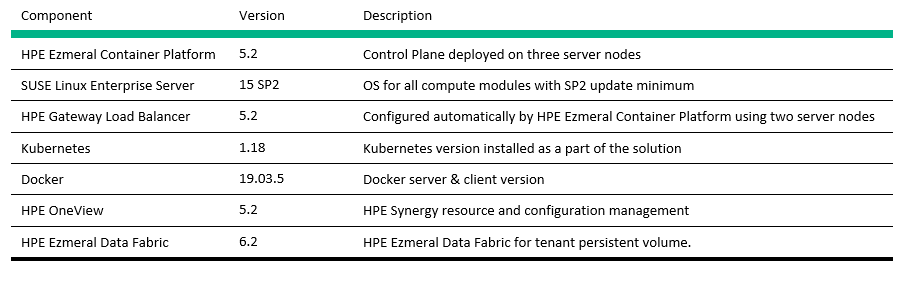 Component Version Description
HPE Ezmeral Container Platform 5.2 Control Plane deployed on three server nodes
SUSE Linux Enterprise Server 15 SP2 OS for all compute modules with SP2 update minimum
HPE Gateway Load Balancer 5.2 Configured automatically by HPE Ezmeral Container Platform using two server nodes
Kubernetes 1.18 Kubernetes version installed as a part of the solution
Docker 19.03.5 Docker server & client version
HPE OneView 5.2 HPE Synergy resource and configuration management
HPE Ezmeral Data Fabric 6.2 HPE Ezmeral Data Fabric for tenant persistent volume.